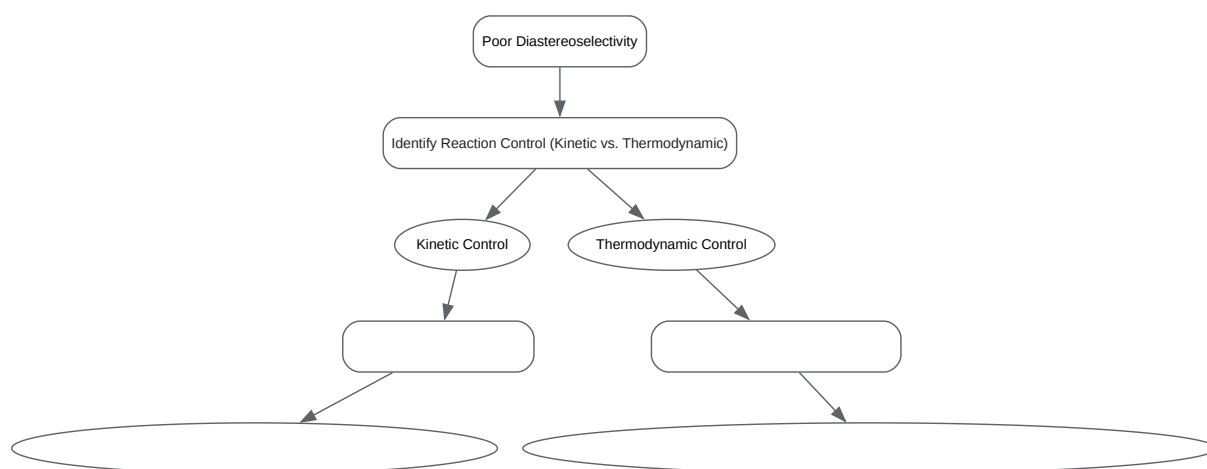 Poor Diastereoselectivity
Identify Reaction Control (Kinetic vs. Thermodynamic)
Kinetic Control
Thermodynamic Control